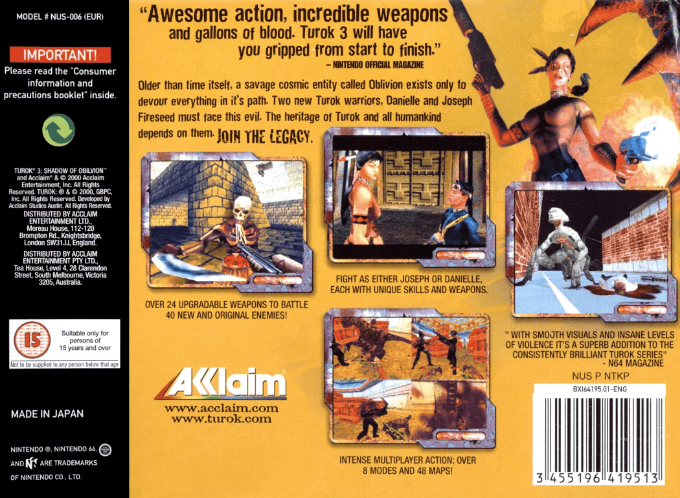 MODEL # NUS-006 (EUR)
IMPORTANT!
Please read the "Consumer
information and
precautions booklet" inside.
TUROK® 3: SHADOW OF OBLIVION™
and Acclaim® & © 2000 Acclaim
Entertainment, Inc. All Rights
Reserved. TUROK: ® & © 2000, GBPC,
Inc. All Rights Reserved. Developed by
Acclaim Studios Austin. All Rights Reserved.
DISTRIBUTED BY ACCLAIM
ENTERTAINMENT LTD.,
Moreau House, 112-120
Brompton Rd., Knightsbridge,
London SW31JJ, England.
DISTRIBUTED BY ACCLAIM
ENTERTAINMENT PTY LTD.,
Tea House, Level 4, 28 Clarendon
Street, South Melbourne, Victoria
3205, Australia.
15
Suitable only for
persons of
15 years and over
Not to be supplied to any person below that age
MADE IN JAPAN
NINTENDO ®, NINTENDO 64,
AND N ARE TRADEMARKS
OF NINTENDO CO., LTD.
"Awesome action, incredible weapons
and gallons of blood. Turok 3 will have
you gripped from start to finish."
– NINTENDO OFFICIAL MAGAZINE
Older than time itself, a savage cosmic entity called Oblivion exists only to
devour everything in it's path. Two new Turok warriors, Danielle and Joseph
Fireseed must face this evil. The heritage of Turok and all humankind
depends on them. JOIN THE LEGACY.
OVER 24 UPGRADABLE WEAPONS TO BATTLE
40 NEW AND ORIGINAL ENEMIES!
FIGHT AS EITHER JOSEPH OR DANIELLE,
EACH WITH UNIQUE SKILLS AND WEAPONS.
" WITH SMOOTH VISUALS AND INSANE LEVELS
OF VIOLENCE IT'S A SUPERB ADDITION TO THE
CONSISTENTLY BRILLIANT TUROK SERIES"
- N64 MAGAZINE
AKlaim
www.acclaim.com
www.turok.com
INTENSE MULTIPLAYER ACTION: OVER
8 MODES AND 48 MAPS!
NUS P NTKP
BXI64195.01-ENG
3 455196 419513